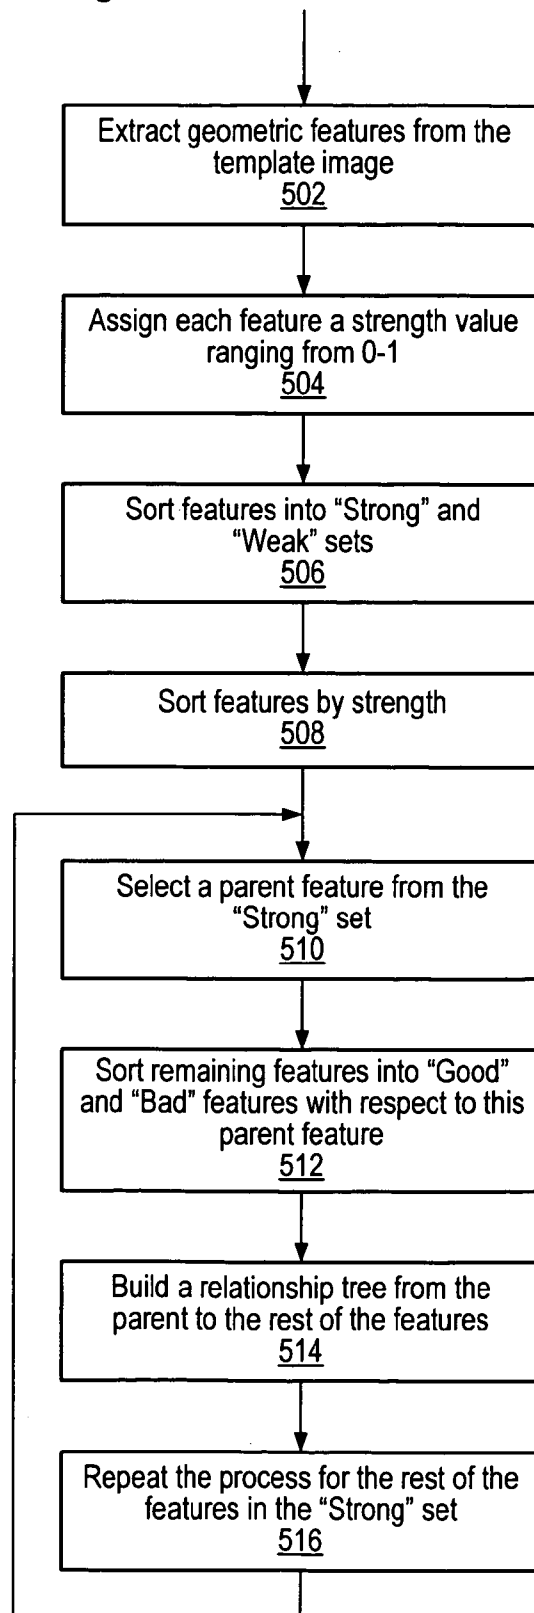 Extract geometric features from the
template image
502
Assign each feature a strength value
ranging from 0-1
504
Sort features into “Strong” and
“Weak” sets
506
Sort features by strength
508
Select a parent feature from the
“Strong” set
510
Sort remaining features into “Good”
and “Bad” features with respect to this
parent feature
512
Build a relationship tree from the
parent to the rest of the features
514
Repeat the process for the rest of the
features in the “Strong” set
516